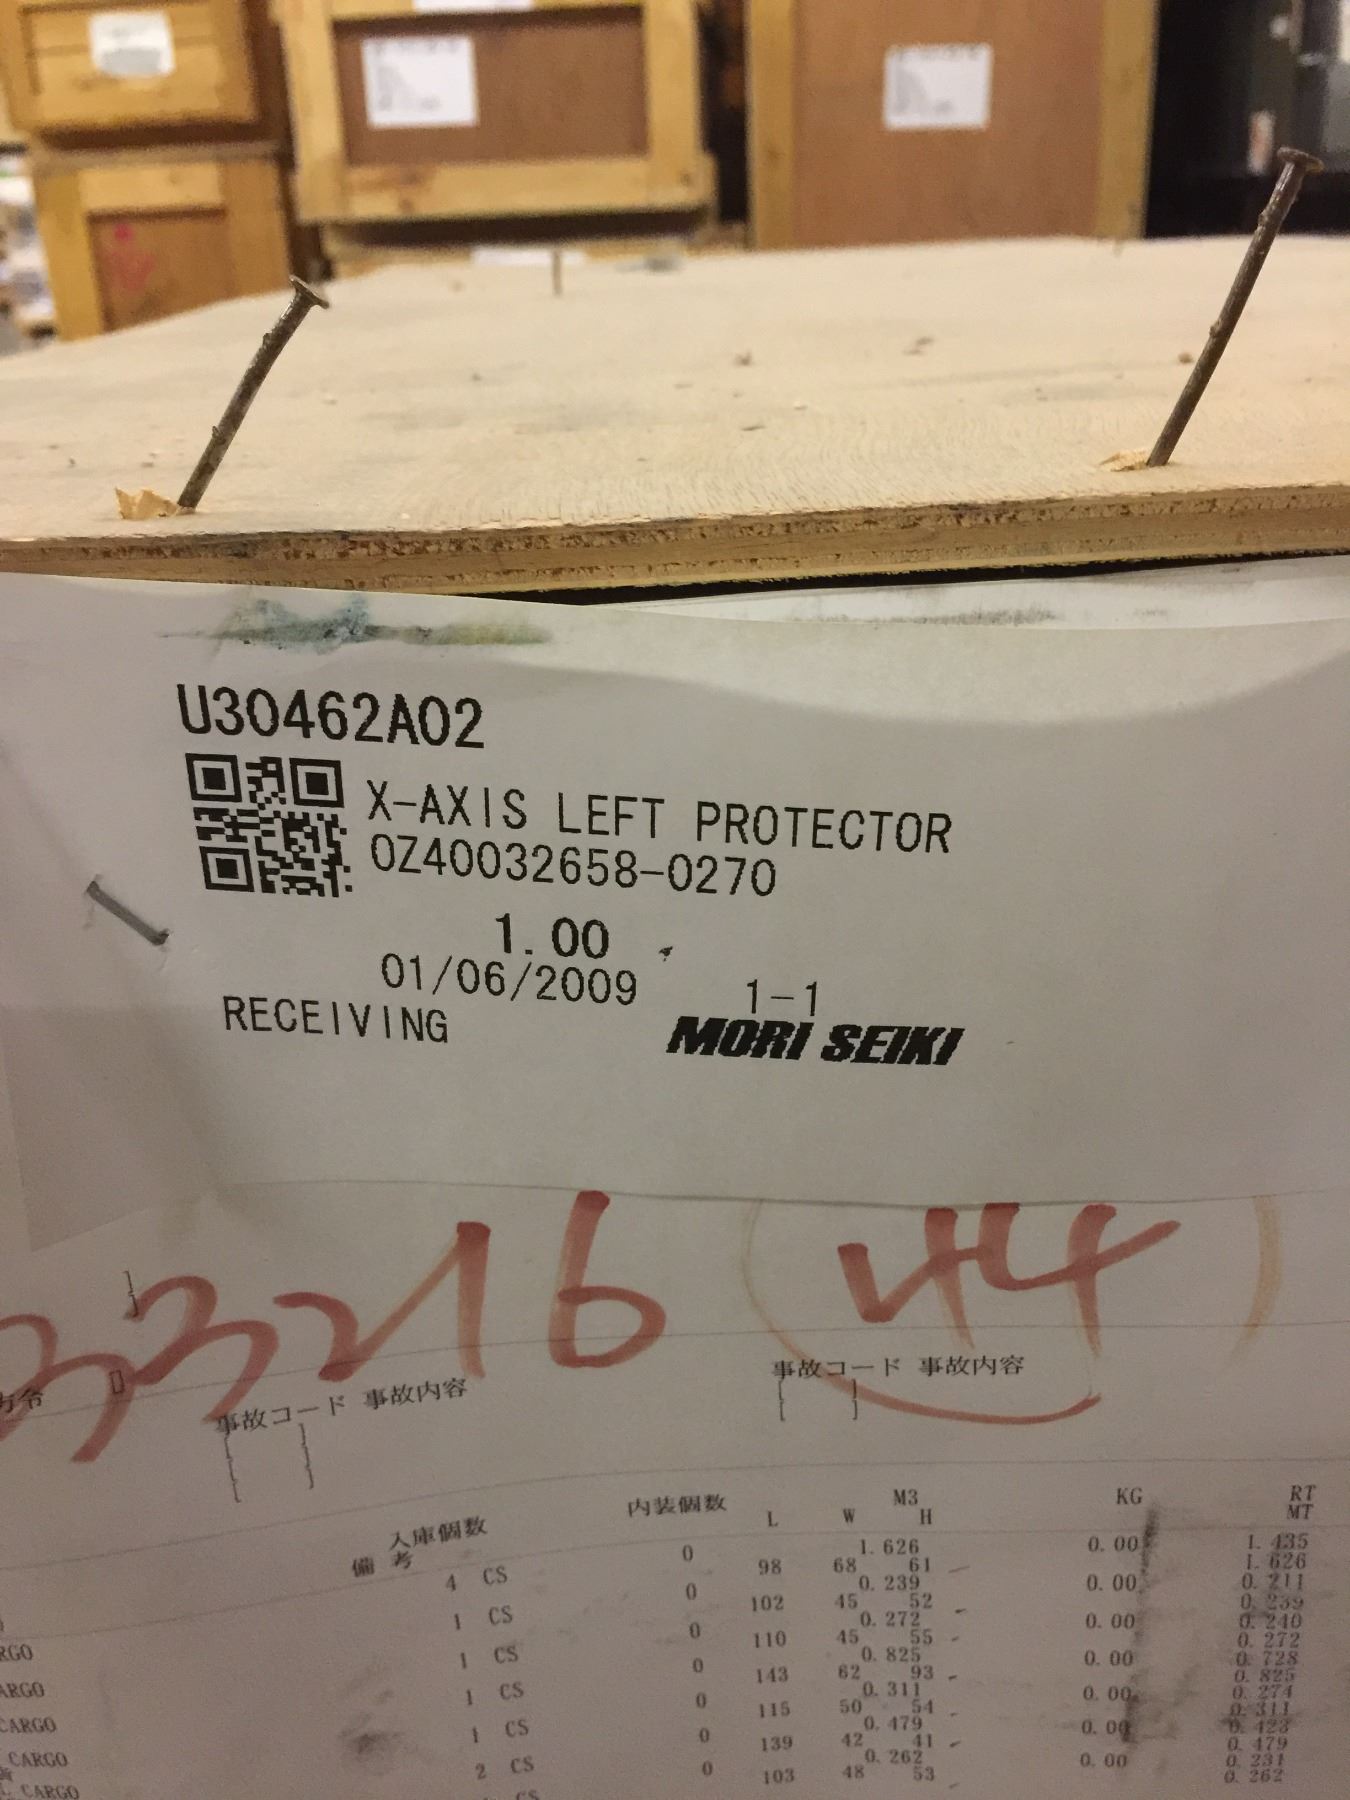 U30462A02
X-AXIS LEFT PROTECTOR
0Z40032658-0270
1.00
01/06/2009
1-1
RECEIVING
MORI SEIKI
33216
44
事故コード 事故内容
事故コード 事故内容
入庫個数
内装個数
M3
KG
RT
備 考
L W H
MT
4 CS 0 1.626 0.00 1.435
98 68 61 1.626
1 CS 0 0.239 0.00 0.211
102 45 52 0.239
1 CS 0 0.272 0.00 0.240
110 45 55 0.272
RGO
1 CS 0 0.825 0.00 0.728
143 62 93 0.825
ARGO
1 CS 0 0.311 0.00 0.274
115 50 54 0.311
CARGO
1 CS 0 0.479 0.00 0.423
139 42 41 0.479
CARGO
2 CS 0 0.262 0.00 0.231
103 48 53 0.262
CARGO
CS